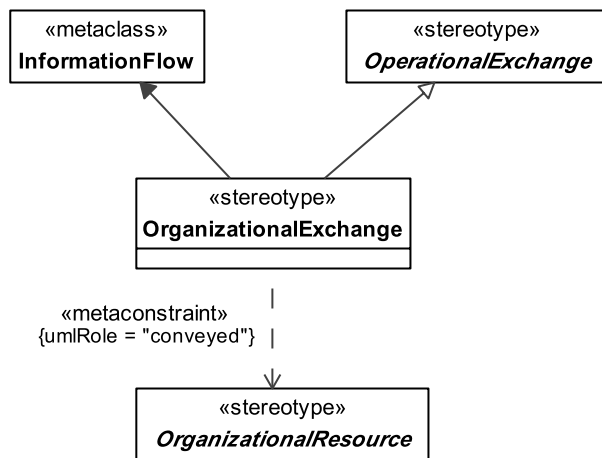 «metaclass»
InformationFlow
«stereotype»
OperationalExchange
«stereotype»
OrganizationalExchange
«metaconstraint»
{umlRole = "conveyed"}
«stereotype»
OrganizationalResource